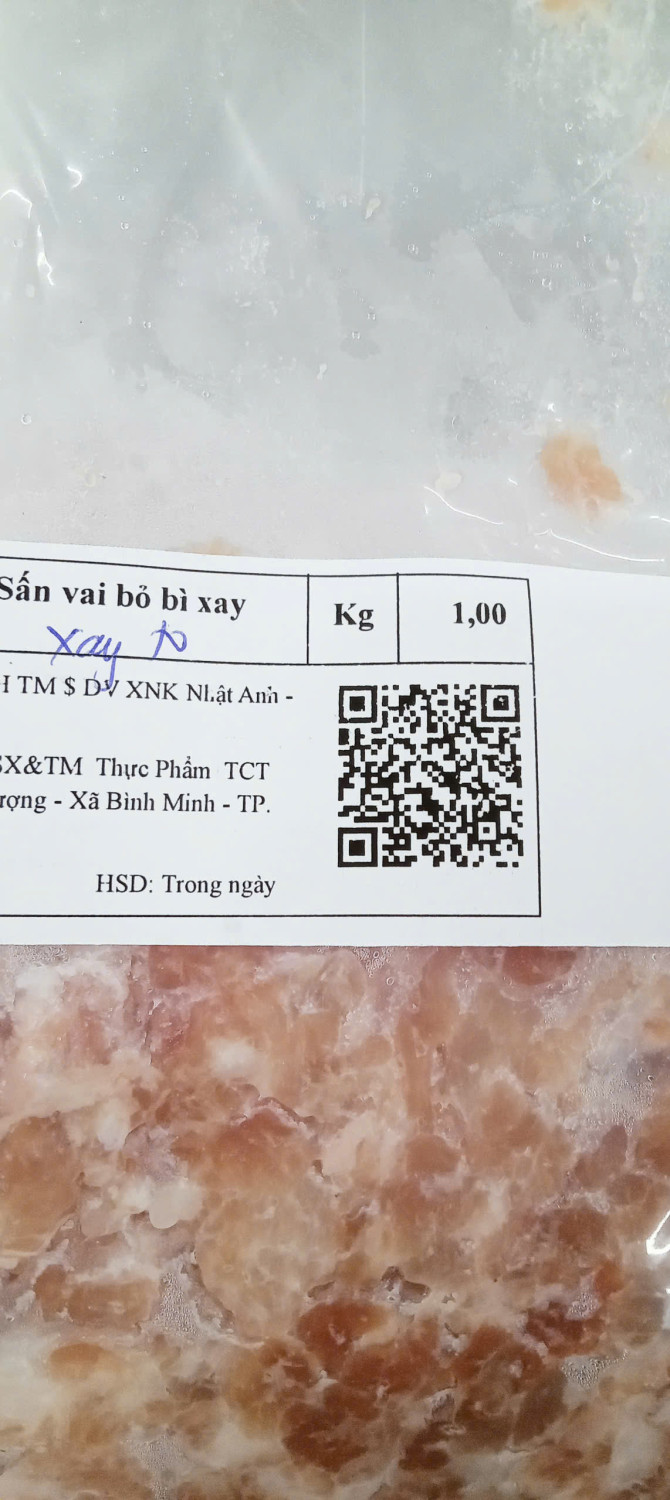 Sấn vai bỏ bì xay Kg 1,00
xay to
TM $ DV XNK Nhật Anh -
SX&TM Thực Phẩm TCT
ượng - Xã Bình Minh - TP.
HSD: Trong ngày